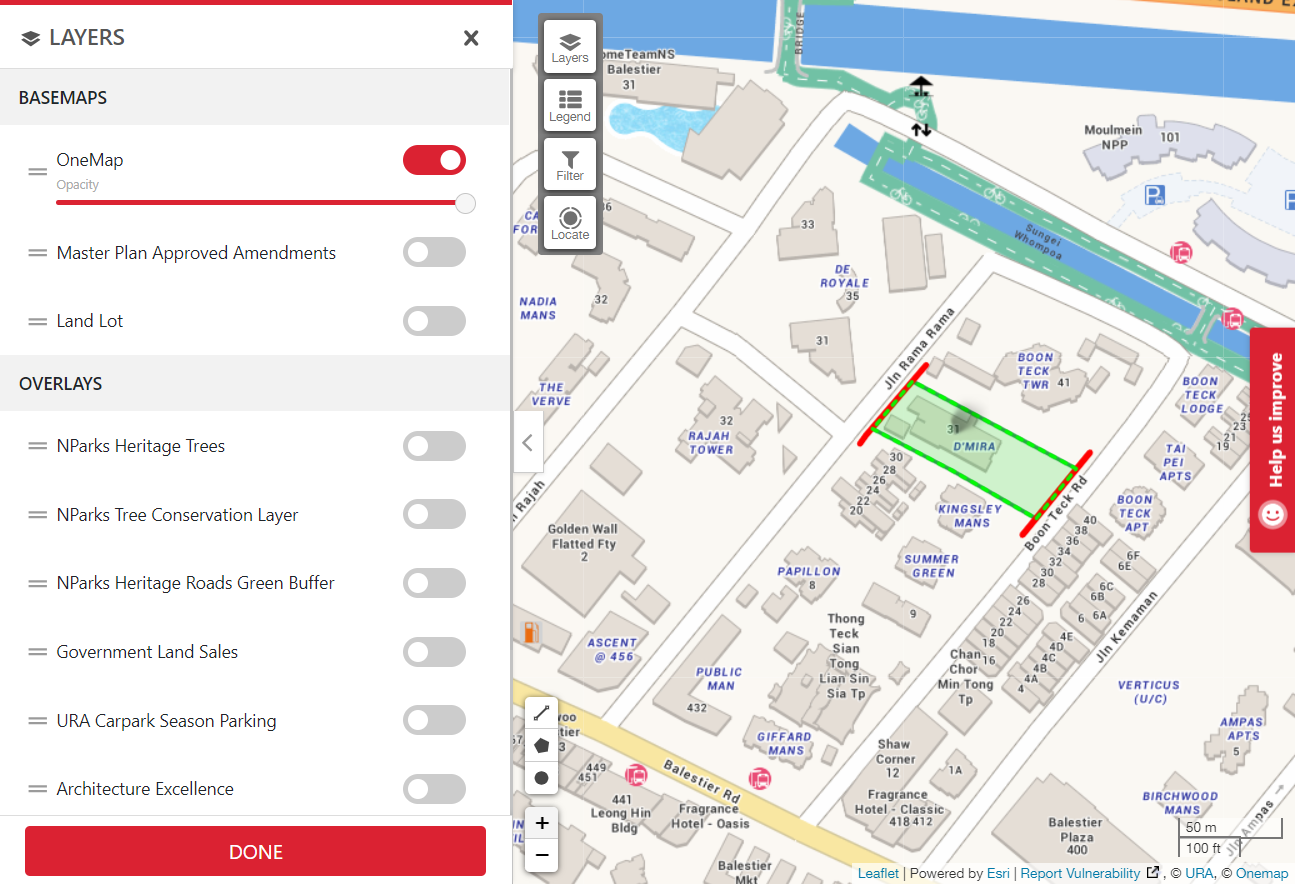 LAYERS
BASEMAPS
OneMap
Opacity
Master Plan Approved Amendments
Land Lot
OVERLAYS
NParks Heritage Trees
NParks Tree Conservation Layer
NParks Heritage Roads Green Buffer
Government Land Sales
URA Carpark Season Parking
Architecture Excellence
DONE
Layers
Legend
Filter
Locate
BRIDGE
omeTeamNS
Balestier
31
Moulmein
NPP
101
P
33
36
CA
FOR
DE
ROYALE
35
Sungei
Whompoa
32
NADIA
MANS
31
Jln Rama Rama
BOON
TECK
TWR
41
BOON
TECK
LODGE
25
23
21
19
THE
VERVE
32
RAJAH
TOWER
31
D'MIRA
30
28
26
24
22
20
KINGSLEY
MANS
Boon Teck Rd
TAI
PEI
APTS
BOON
TECK
APT
n Rajah
Golden Wall
Flatted Fty
2
SUMMER
GREEN
PAPILLON
8
9
40
38
36
34
32
30
28
26
24
22
20
18
16
6F
6E
6C
6B
6A
6
4E
4D
4C
4B
4A
4
Jln Kemaman
ASCENT
@ 456
Thong
Teck
Sian
Tong
Lian Sin
Sia Tp
Chan
Chor
Min Tong
Tp
PUBLIC
MAN
432
VERTICUS
(U/C)
AMPAS
APTS
5
GIFFARD
MANS
Shaw
Corner
12
1A
woo
tier
3
449
451
Balestier Rd
441
Leong Hin
Bldg
Fragrance
Hotel - Oasis
Fragrance
Hotel - Classic
418 412
BIRCHWOOD
MANS
Jln Ampas
Balestier
Plaza
400
Balestier
Mkt
+
−
50 m
100 ft
Help us improve
Leaflet | Powered by Esri | Report Vulnerability , © URA, © Onemap